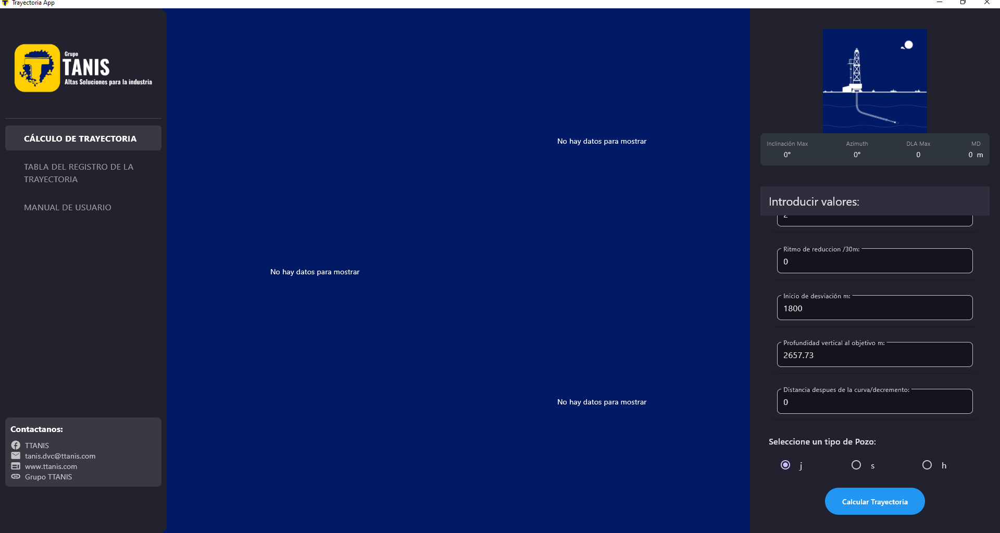 Trayectoria App
Grupo
TANIS
Altas Soluciones para la industria
CÁLCULO DE TRAYECTORIA
TABLA DEL REGISTRO DE LA
TRAYECTORIA
MANUAL DE USUARIO
Contactanos:
TTANIS
tanis.dvc@ttanis.com
www.ttanis.com
Grupo TTANIS
No hay datos para mostrar
No hay datos para mostrar
No hay datos para mostrar
Inclinación Max Azimuth DLA Max MD
0° 0° 0 0 m
Introducir valores:
Ritmo de reduccion /30m:
0
Inicio de desviación m:
1800
Profundidad vertical al objetivo m:
2657.73
Distancia despues de la curva/decremento:
0
Seleccione un tipo de Pozo:
j s h
Calcular Trayectoria